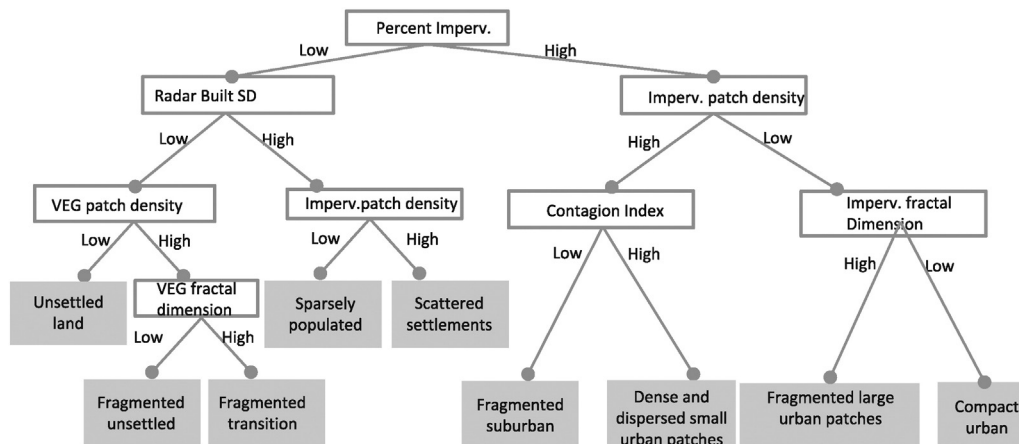 Percent Imperv.
Low
High
Radar Built SD
Imperv. patch density
Low
High
High
Low
VEG patch density
Imperv.patch density
Contagion Index
Imperv. fractal
Dimension
Low
High
Low
High
Low
High
High
Low
Unsettled
land
VEG fractal
dimension
Sparsely
populated
Scattered
settlements
Low
High
Fragmented
unsettled
Fragmented
transition
Fragmented
suburban
Dense and
dispersed small
urban patches
Fragmented large
urban patches
Compact
urban